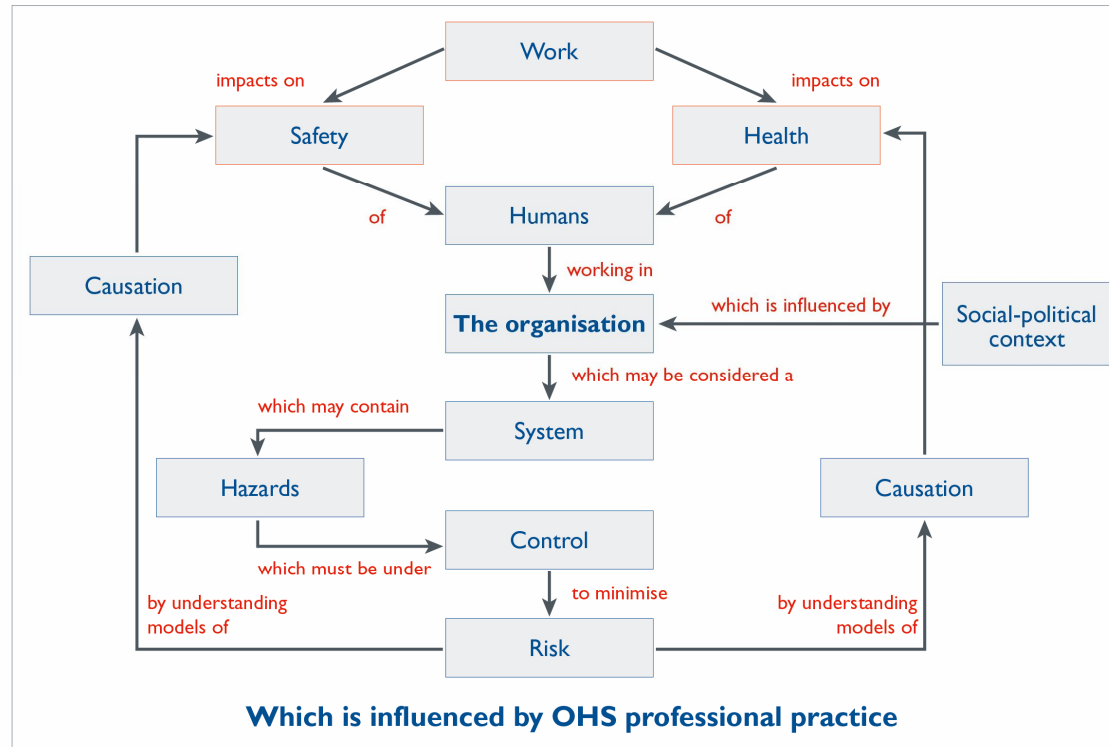 Work
impacts on
impacts on
Safety
Health
of
Humans
of
working in
Causation
The organisation
which is influenced by
Social-political
context
which may be considered a
which may contain
System
Hazards
Causation
which must be under
Control
to minimise
by understanding
models of
by understanding
models of
Risk
Which is influenced by OHS professional practice